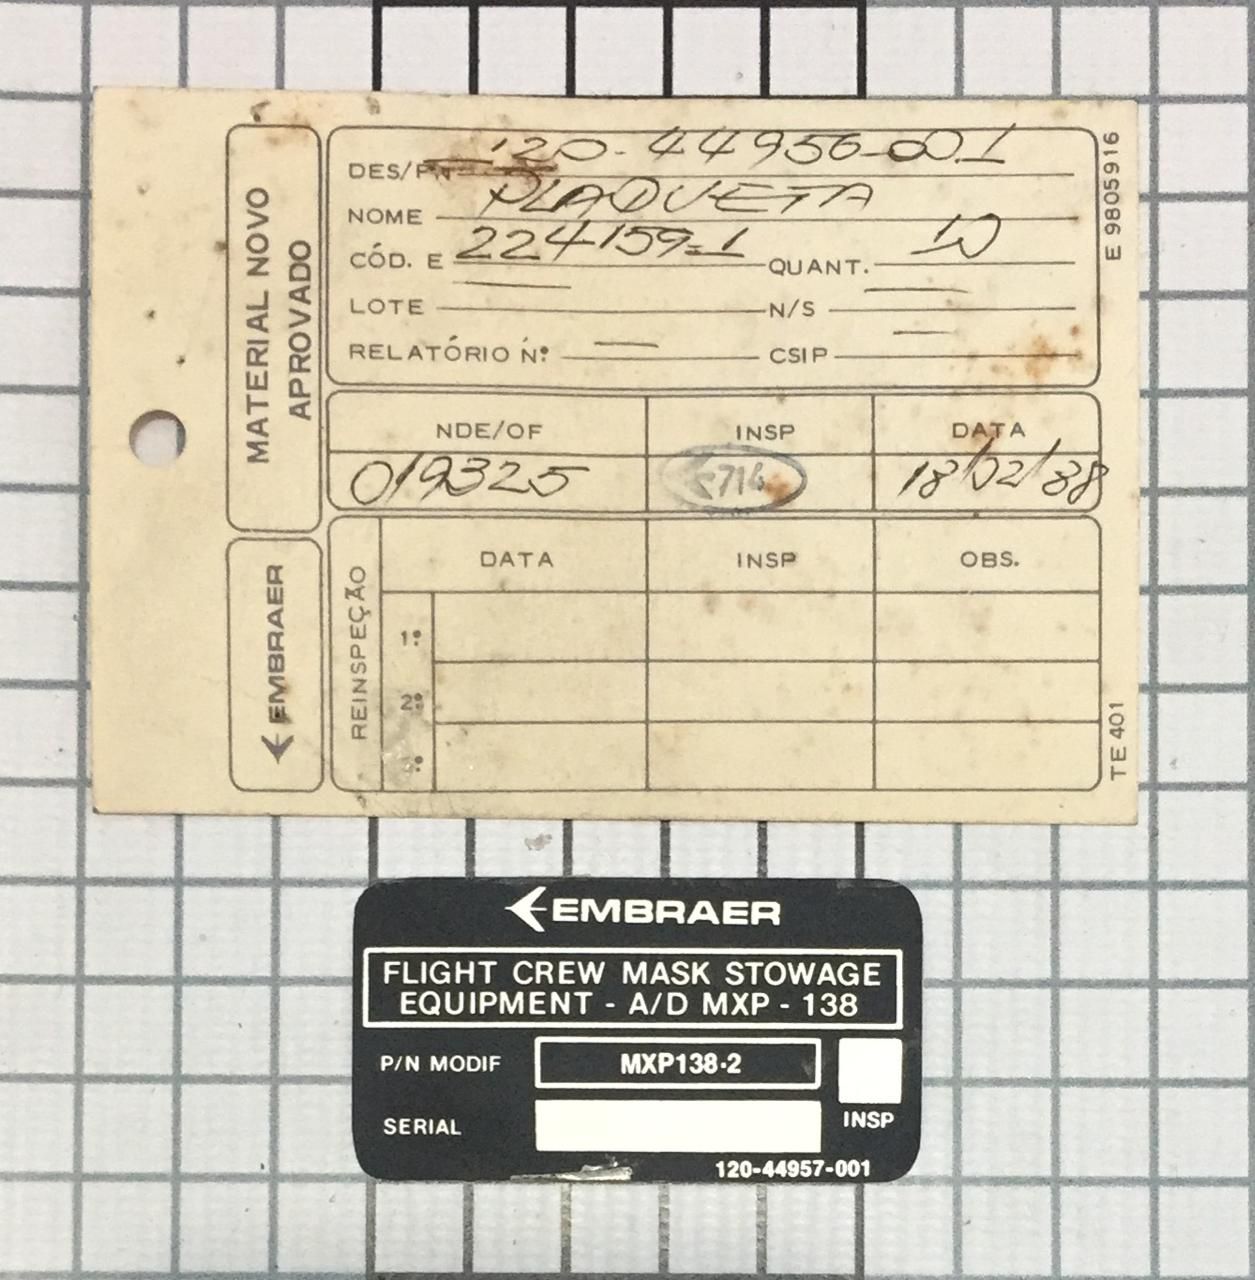 MATERIAL NOVO
APROVADO
EMBRAER
DES/PN 120-44956-001
NOME PLAQUETA
CÓD. E 224159-1 QUANT. 10
LOTE — N/S —
RELATÓRIO Nº — CSIP —
NDE/OF INSP DATA
019325 E714 18/02/88
REINSPEÇÃO
DATA INSP OBS.
1º
2º
3º
E 9805916
TE 401
EMBRAER
FLIGHT CREW MASK STOWAGE
EQUIPMENT - A/D MXP - 138
P/N MODIF MXP138-2
SERIAL INSP
120-44957-001